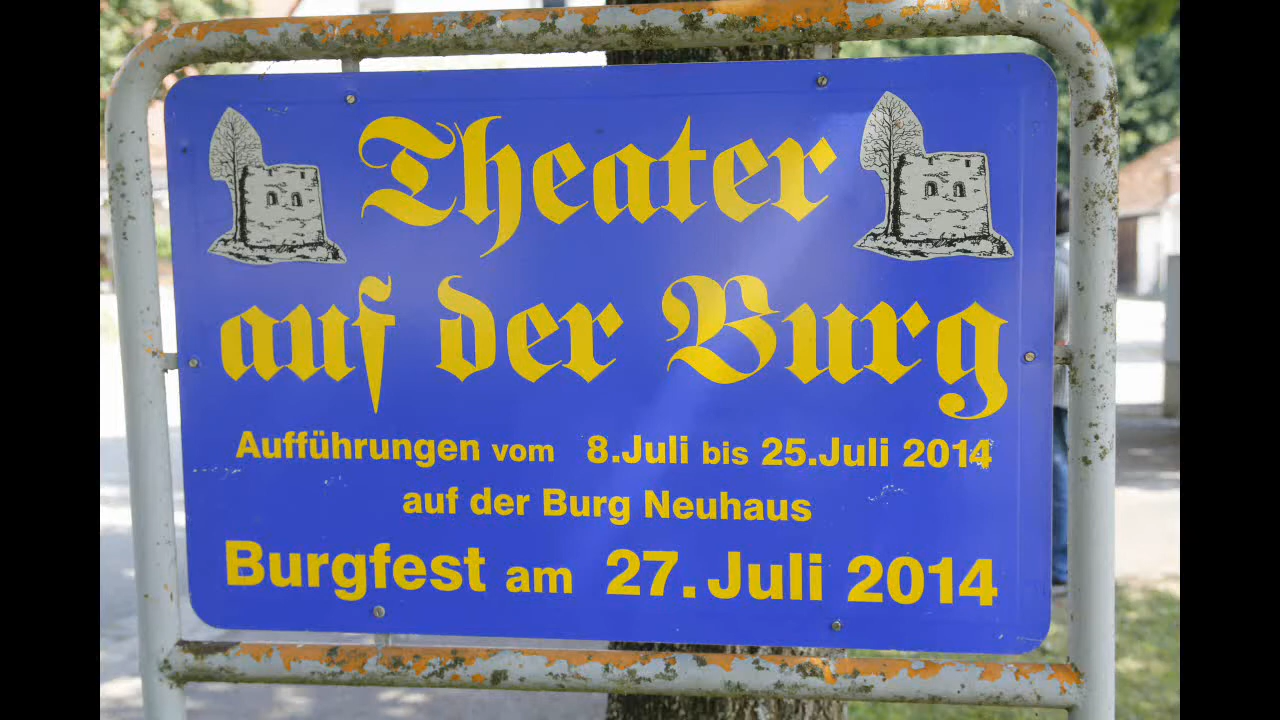 Theater
auf der Burg
Aufführungen vom 8.Juli bis 25.Juli 2014
auf der Burg Neuhaus
Burgfest am 27. Juli 2014